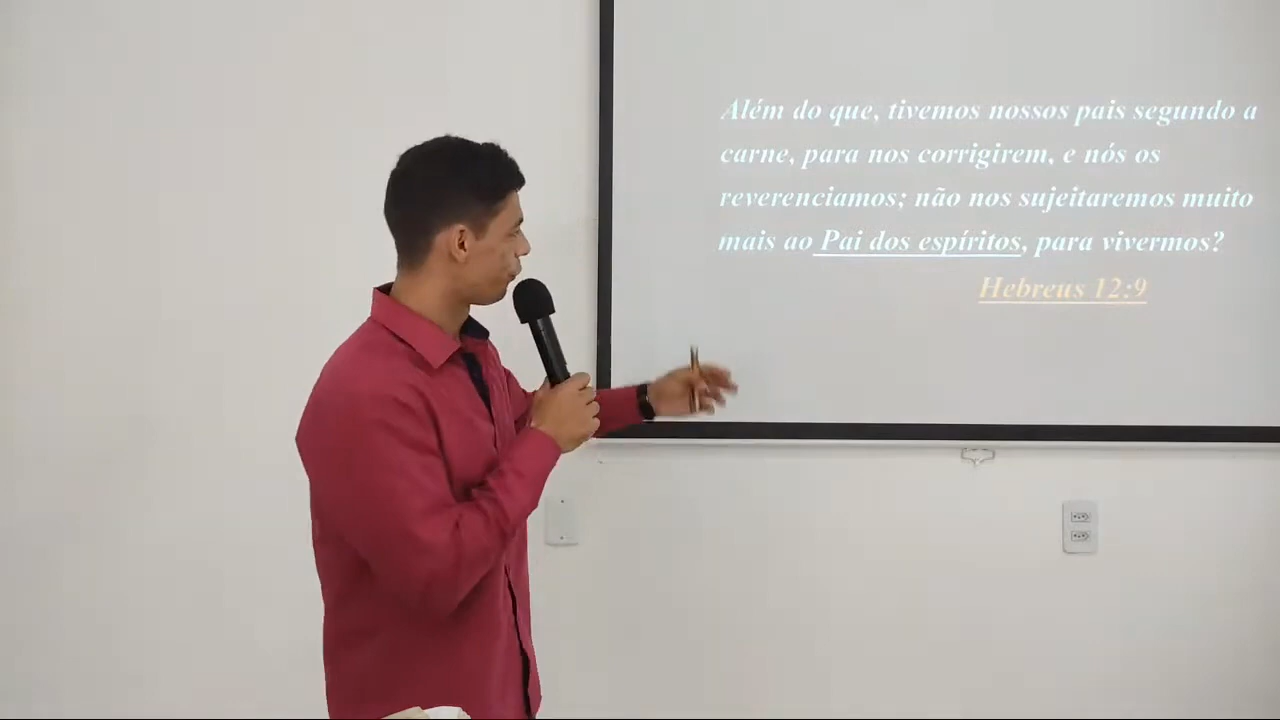 Além do que, tivemos nossos pais segundo a
carne, para nos corrigirem, e nós os
reverenciamos; não nos sujeitaremos muito
mais ao Pai dos espíritos, para vivermos?
Hebreus 12:9